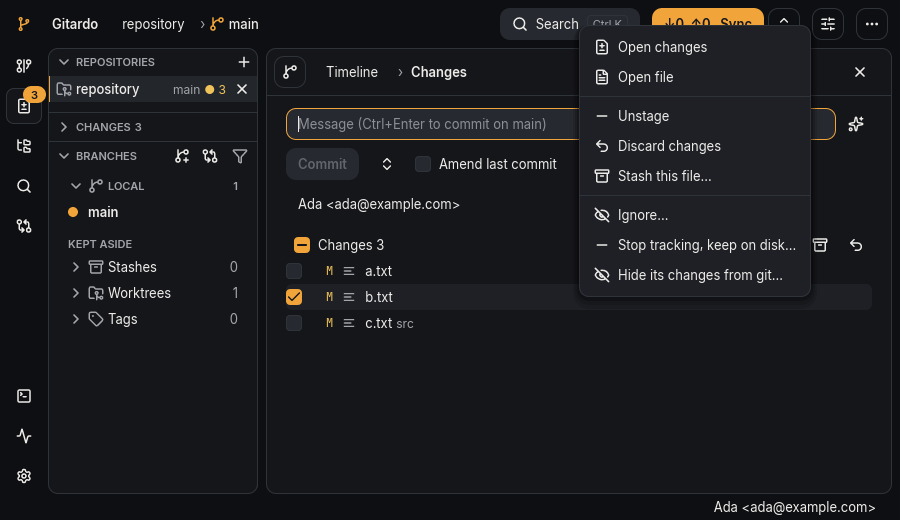 Gitardo repository › main Search Ctrl K ↓0 ↑0 Sync
3
REPOSITORIES
repository main 3
CHANGES 3
BRANCHES
LOCAL 1
main
KEPT ASIDE
Stashes 0
Worktrees 1
Tags 0
Timeline › Changes
Message (Ctrl+Enter to commit on main)
Commit Amend last commit
Ada <ada@example.com>
Changes 3
M a.txt
M b.txt
M c.txt src
Open changes
Open file
Unstage
Discard changes
Stash this file...
Ignore...
Stop tracking, keep on disk...
Hide its changes from git...
Ada <ada@example.com>